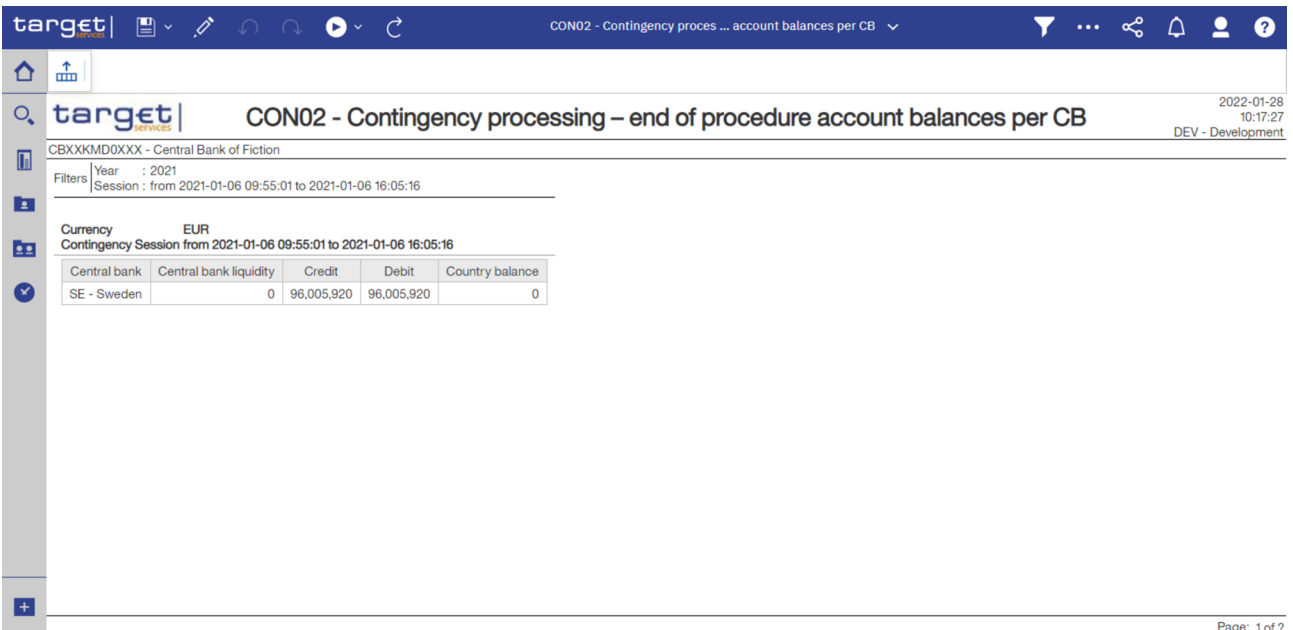 target|
services
CON02 - Contingency proces ... account balances per CB
target|
services
CON02 - Contingency processing – end of procedure account balances per CB
2022-01-28
10:17:27
DEV - Development
CBXXKMD0XXX - Central Bank of Fiction
Filters
Year : 2021
Session : from 2021-01-06 09:55:01 to 2021-01-06 16:05:16
Currency EUR
Contingency Session from 2021-01-06 09:55:01 to 2021-01-06 16:05:16
Central bank Central bank liquidity Credit Debit Country balance
SE - Sweden 0 96,005,920 96,005,920 0
Page: 1 of 2